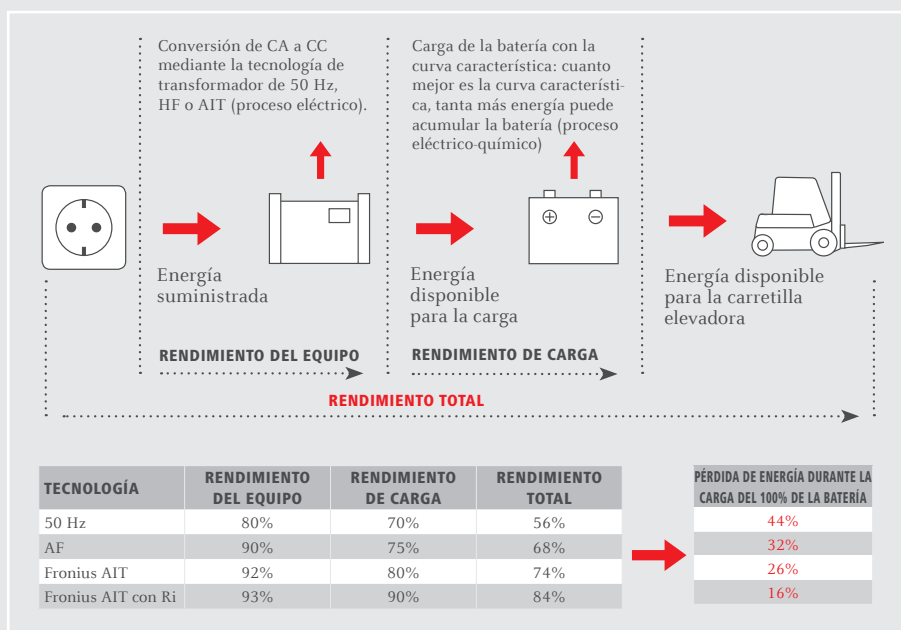 Conversión de CA a CC
mediante la tecnología de
transformador de 50 Hz,
HF o AIT (proceso eléctrico).
Carga de la batería con la
curva característica: cuanto
mejor es la curva característi-
ca, tanta más energía puede
acumular la batería (proceso
eléctrico-químico)
Energía
suministrada
Energía
disponible
para la carga
Energía disponible
para la carretilla
elevadora
RENDIMIENTO DEL EQUIPO
RENDIMIENTO DE CARGA
RENDIMIENTO TOTAL
TECNOLOGÍA RENDIMIENTO DEL EQUIPO RENDIMIENTO DE CARGA RENDIMIENTO TOTAL PÉRDIDA DE ENERGÍA DURANTE LA CARGA DEL 100% DE LA BATERÍA
50 Hz 80% 70% 56% 44%
AF 90% 75% 68% 32%
Fronius AIT 92% 80% 74% 26%
Fronius AIT con Ri 93% 90% 84% 16%